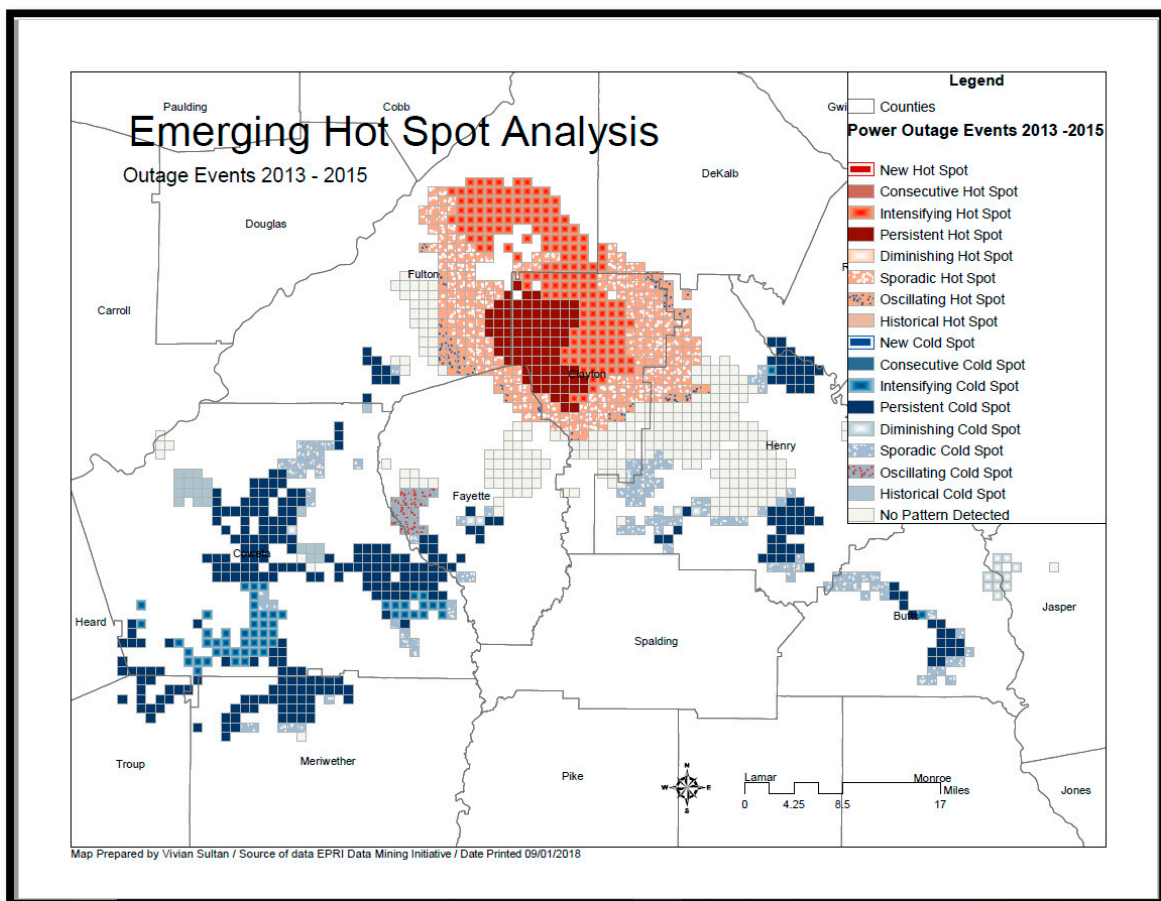 Paulding
Cobb
Gwi
Emerging Hot Spot Analysis
Outage Events 2013 - 2015
DeKalb
Douglas
Fulton
R
Carroll
Clayton
Henry
Fayette
Coweta
Heard
Butts
Jasper
Spalding
Troup
Meriwether
Pike
Lamar
Monroe
Jones
N
W E
S
Miles
0 4.25 8.5 17
Legend
Counties
Power Outage Events 2013 -2015
New Hot Spot
Consecutive Hot Spot
Intensifying Hot Spot
Persistent Hot Spot
Diminishing Hot Spot
Sporadic Hot Spot
Oscillating Hot Spot
Historical Hot Spot
New Cold Spot
Consecutive Cold Spot
Intensifying Cold Spot
Persistent Cold Spot
Diminishing Cold Spot
Sporadic Cold Spot
Oscillating Cold Spot
Historical Cold Spot
No Pattern Detected
Map Prepared by Vivian Sultan / Source of data EPRI Data Mining Initiative / Date Printed 09/01/2018